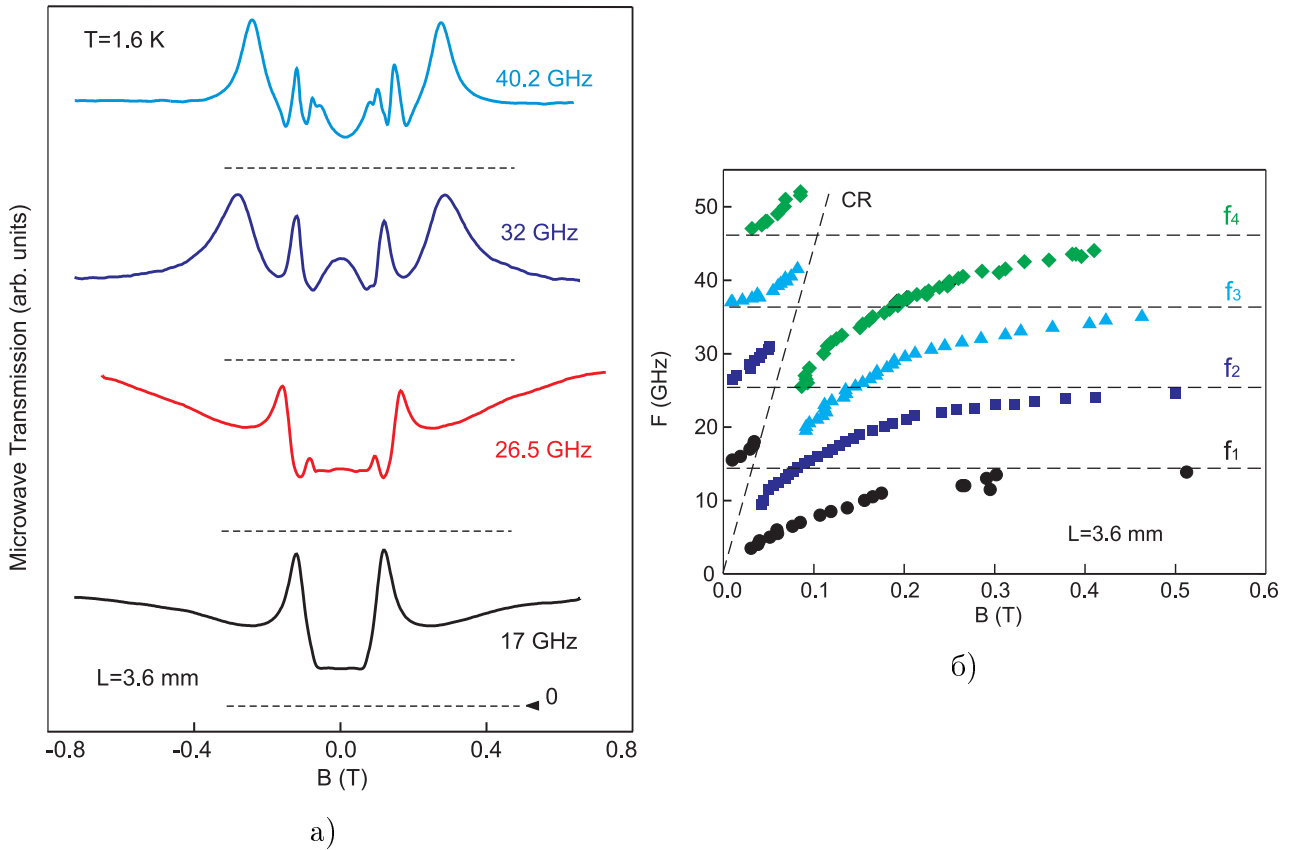 T=1.6 K
40.2 GHz
32 GHz
26.5 GHz
17 GHz
L=3.6 mm
0
Microwave Transmission (arb. units)
-0.8 -0.4 0.0 0.4 0.8
B (T)
а)
CR
f4
f3
f2
f1
L=3.6 mm
F (GHz)
50
40
30
20
10
0
0.0 0.1 0.2 0.3 0.4 0.5 0.6
B (T)
б)